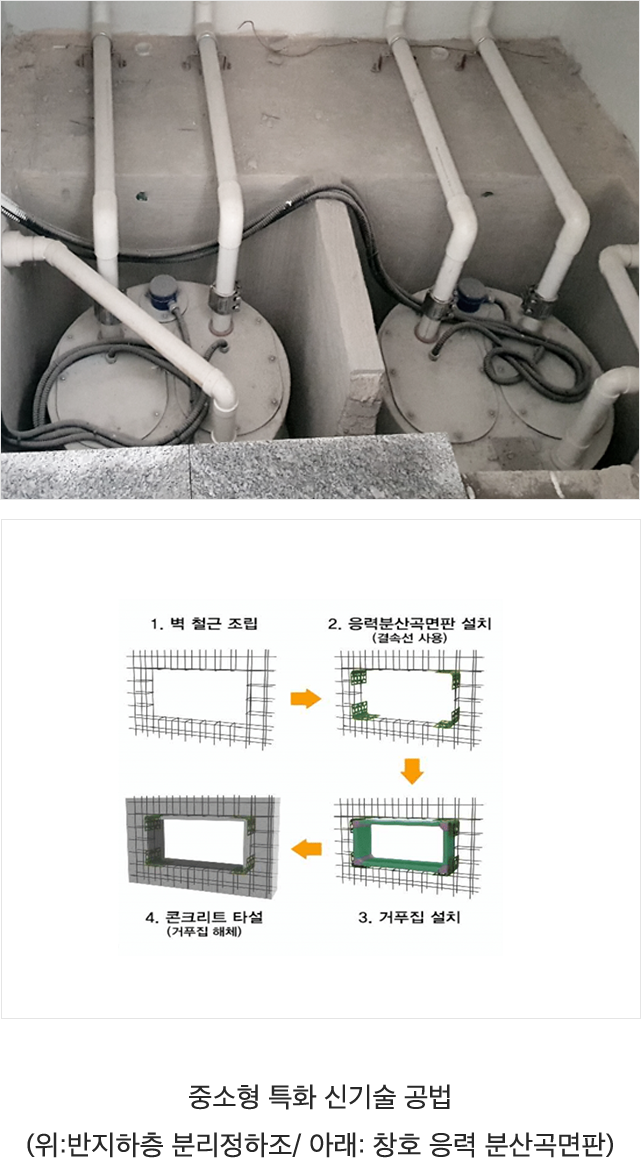 1. 벽 철근 조립
2. 응력분산곡면판 설치
(결속선 사용)
4. 콘크리트 타설
(거푸집 해체)
3. 거푸집 설치
중소형 특화 신기술 공법
(위:반지하층 분리정하조/ 아래: 창호 응력 분산곡면판)